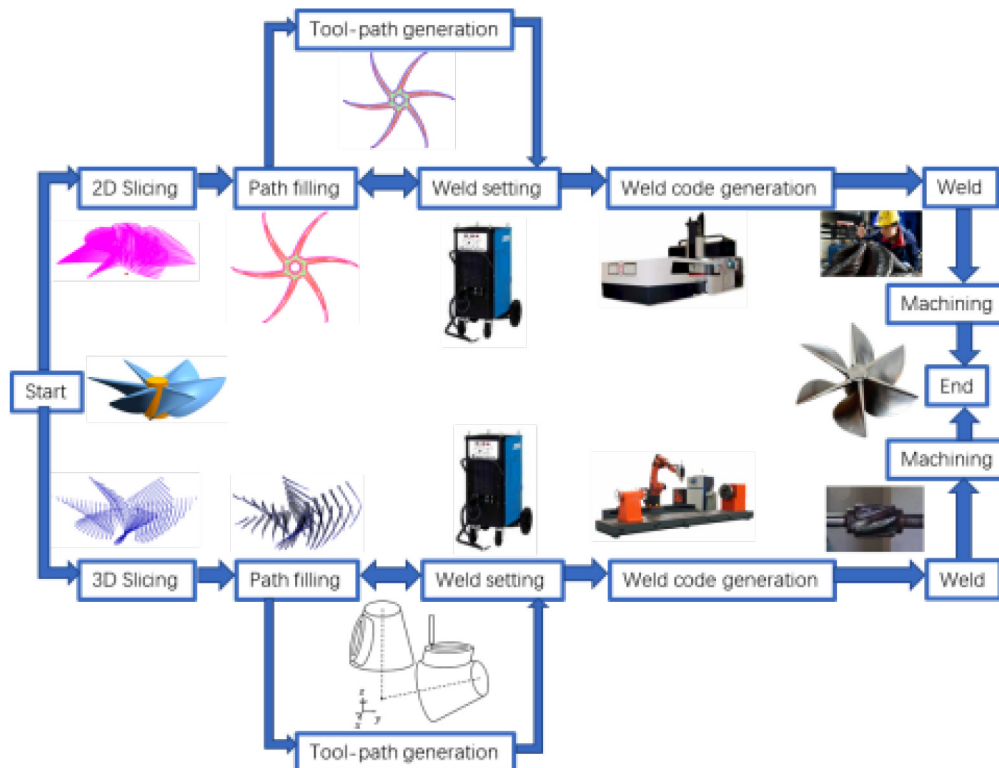 Tool-path generation
2D Slicing
Path filling
Weld setting
Weld code generation
Weld
Machining
Start
End
Machining
3D Slicing
Path filling
Weld setting
Weld code generation
Weld
z
y
x
Tool-path generation